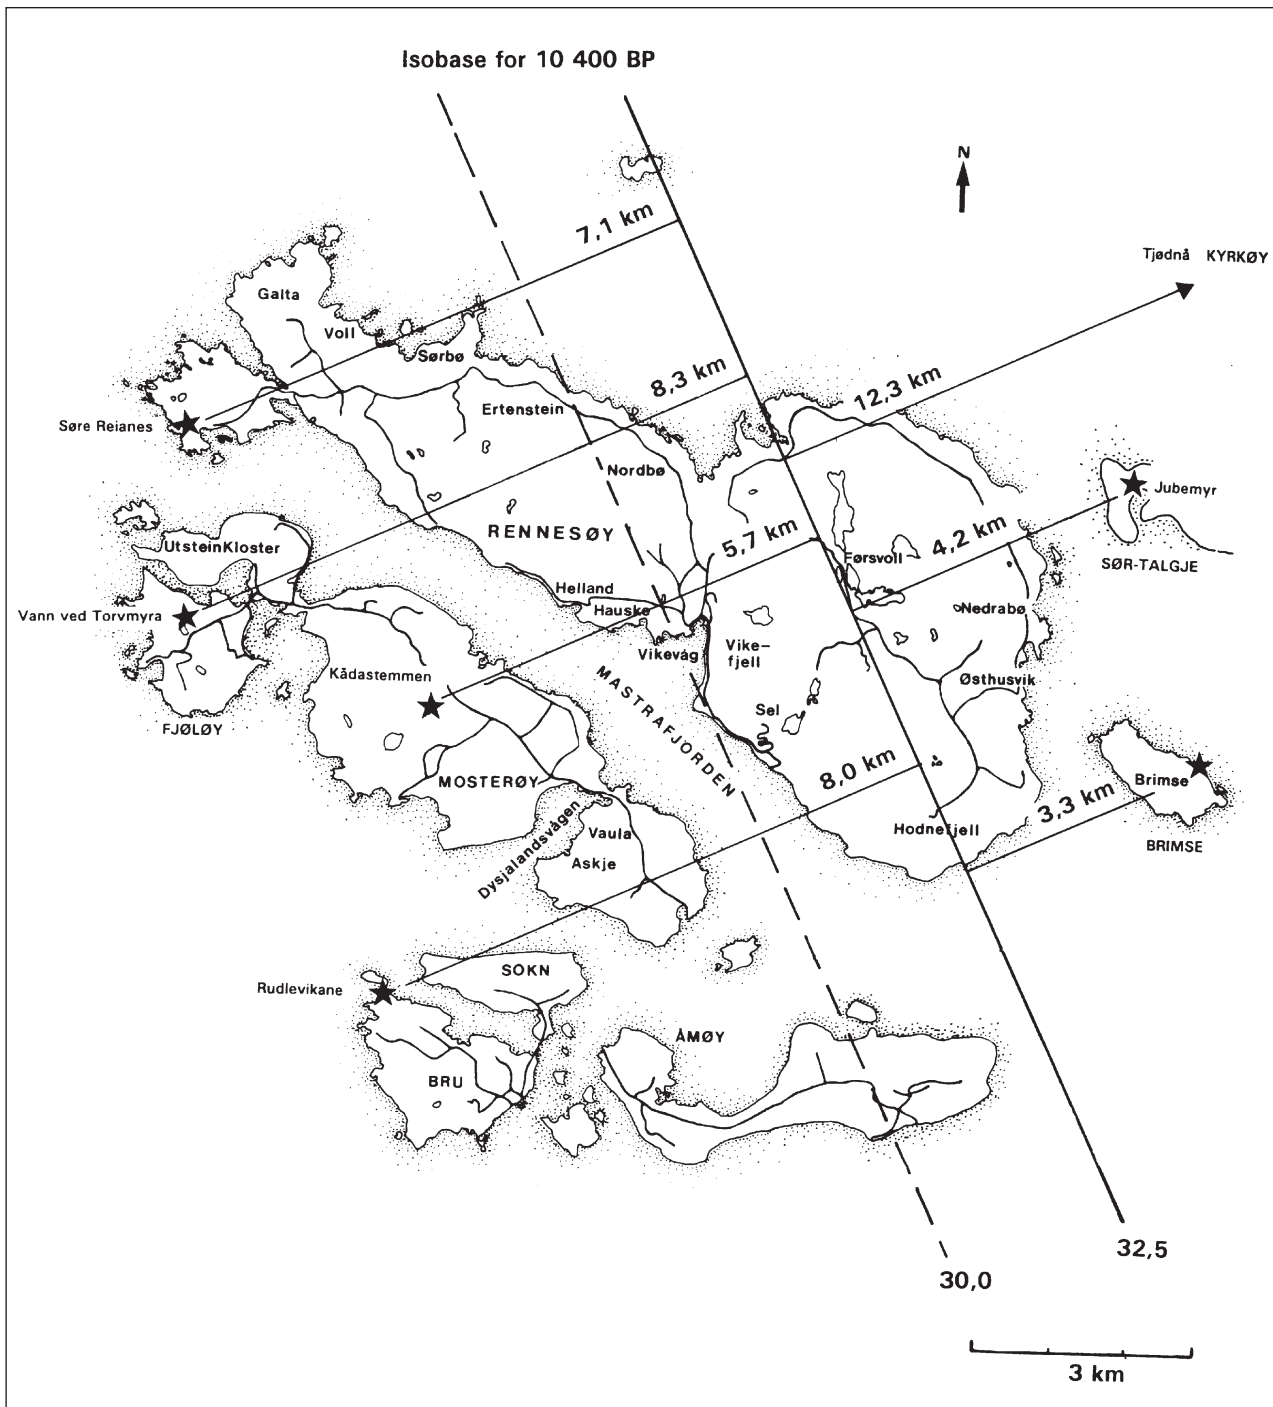 Isobase for 10 400 BP
N
7,1 km
Tjødnå KYRKØY
Galta
Voll
Sørbø
8,3 km
12,3 km
Ertenstein
Søre Reianes
Nordbø
Jubemyr
RENNESØY
5,7 km
4,2 km
UtsteinKloster
Førsvoll
SØR-TALGJE
Helland
Hauske
Nedrabø
Vann ved Torvmyra
Vikevåg
Vike-
fjell
Kådastemmen
MASTRAFJORDEN
Østhusvik
Sel
FJØLØY
8,0 km
MOSTERØY
Brimse
3,3 km
Dysjalandsvågen
Vaula
Hodnefjell
BRIMSE
Askje
SOKN
Rudlevikane
ÅMØY
BRU
32,5
30,0
3 km